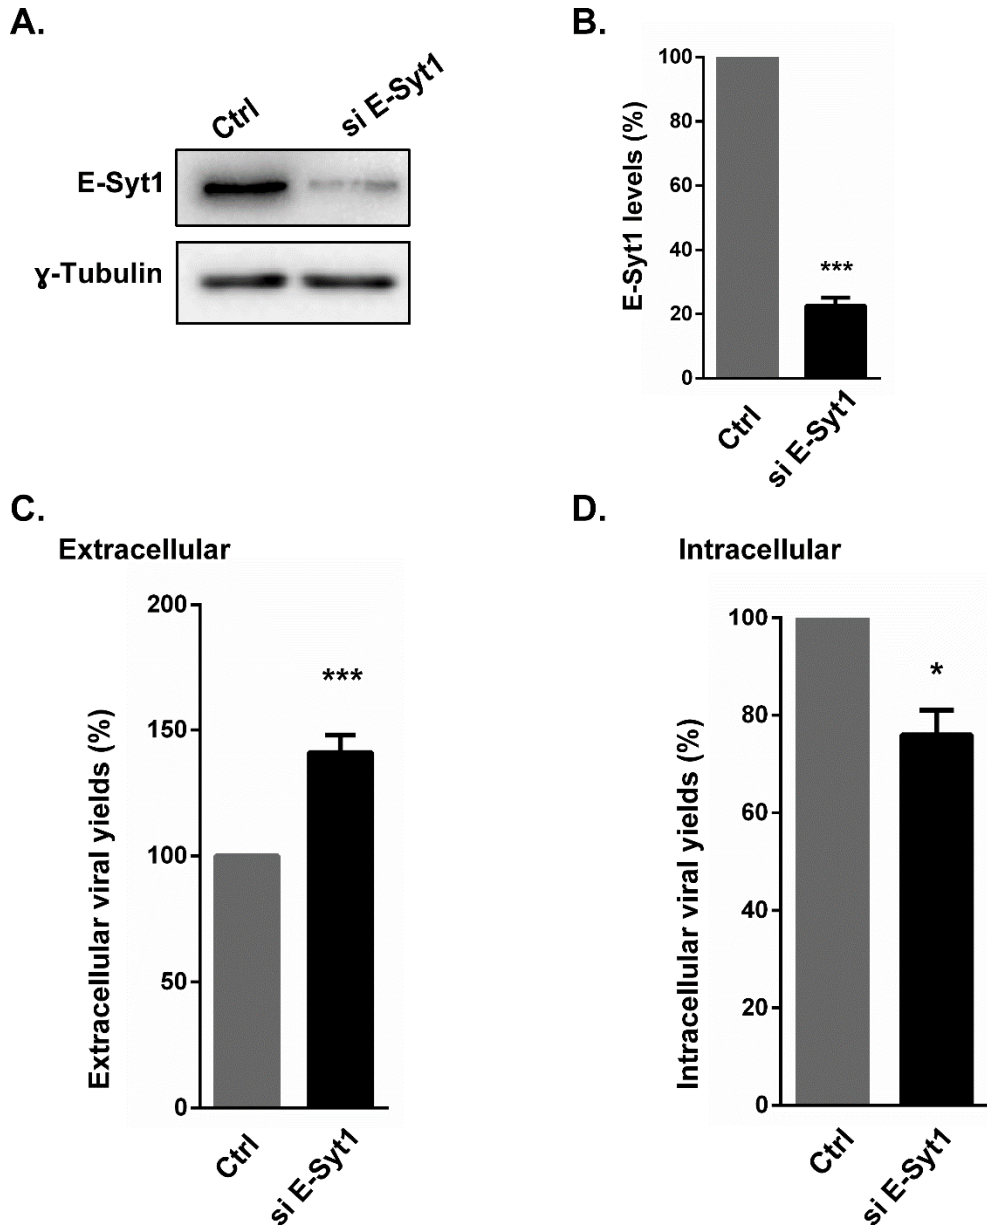 A.
Ctrl
si E-Syt1
E-Syt1
ɣ-Tubulin
B.
E-Syt1 levels (%)
100
80
60
40
20
0
***
Ctrl
si E-Syt1
C.
Extracellular
Extracellular viral yields (%)
200
150
100
50
0
***
Ctrl
si E-Syt1
D.
Intracellular
Intracellular viral yields (%)
100
80
60
40
20
0
*
Ctrl
si E-Syt1